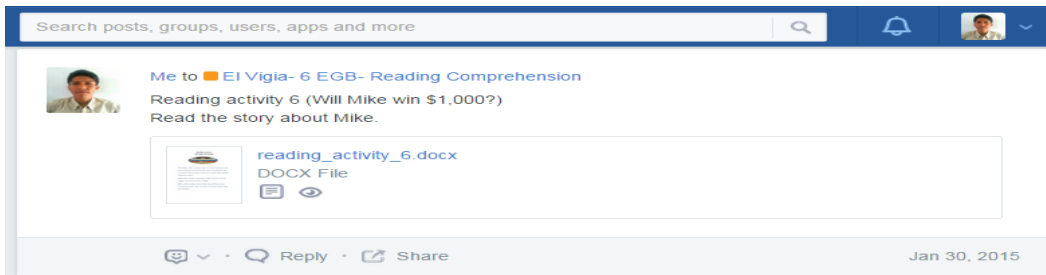 Search posts, groups, users, apps and more
Me to El Vigia- 6 EGB- Reading Comprehension
Reading activity 6 (Will Mike win $1,000?)
Read the story about Mike.
reading_activity_6.docx
DOCX File
Reply · Share
Jan 30, 2015